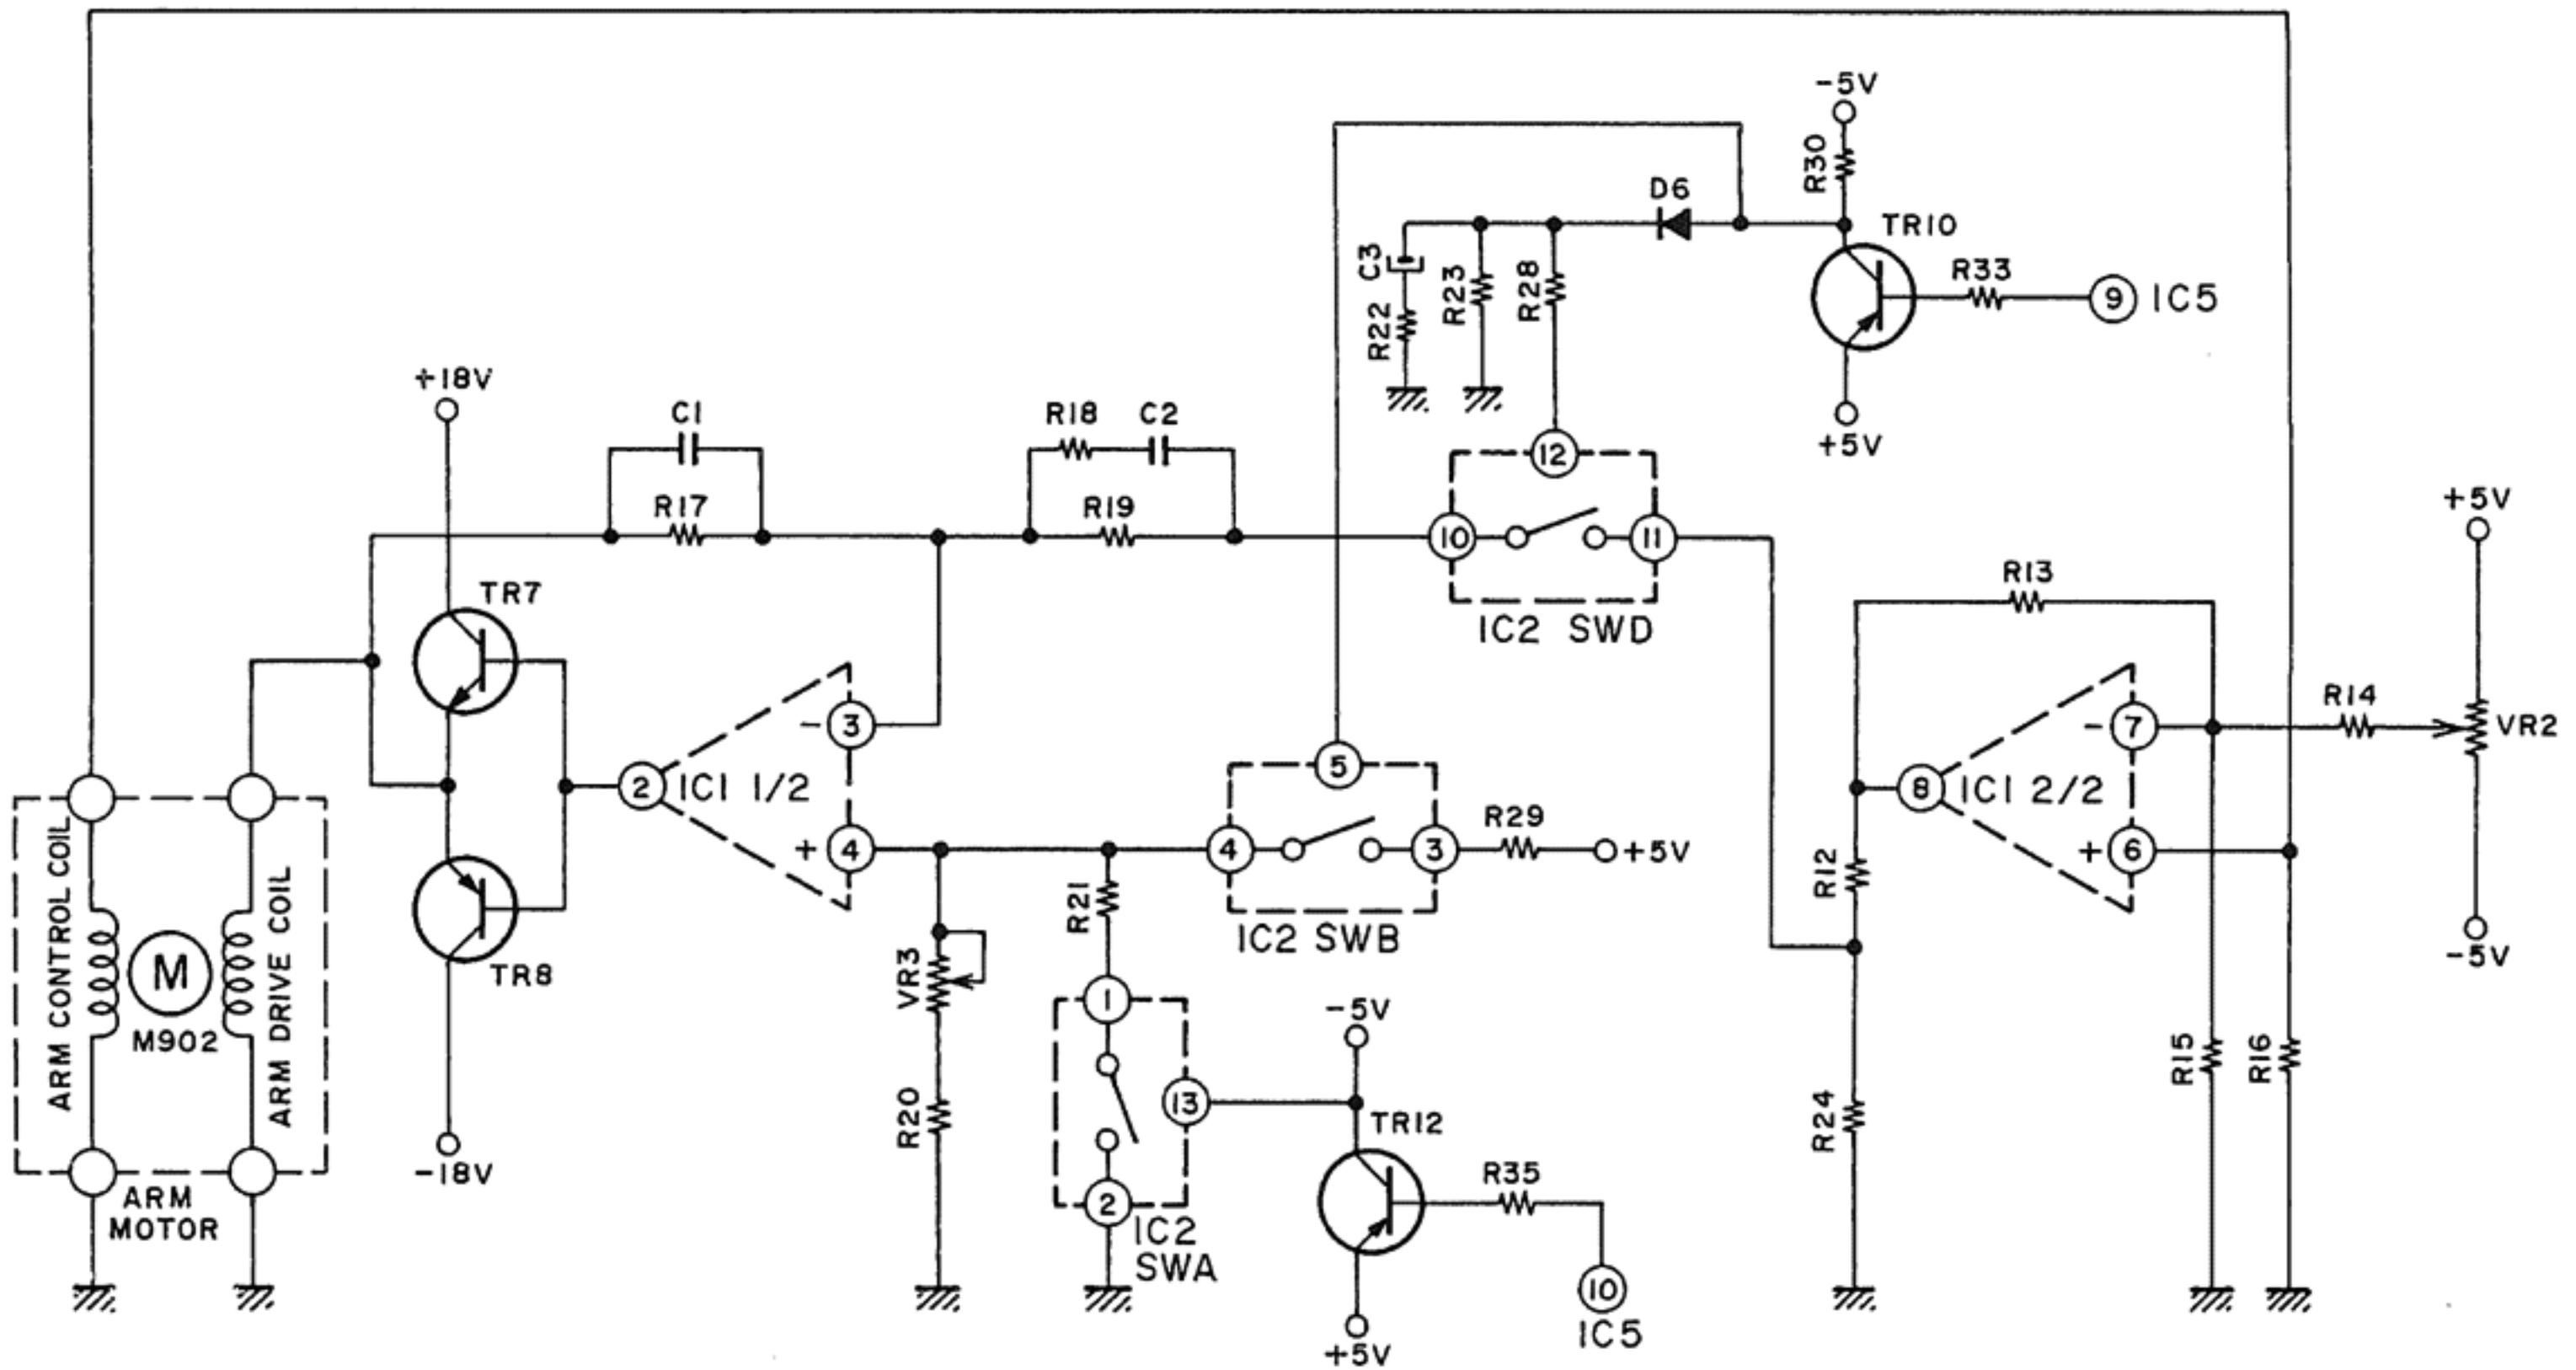 -5V
R30
D6
TR10
C3
R22
R23
R28
R33
9 IC5
+5V
+18V
C1
R18 C2
R17
R19
12
10
11
IC2 SWD
+5V
TR7
R13
- 3
5
- 7
R14
VR2
2 IC1 1/2
8 IC1 2/2
+ 4
4
3
R29
+5V
+ 6
R12
R21
IC2 SWB
-5V
TR8
VR3
ARM CONTROL COIL
M
M902
ARM DRIVE COIL
1
-5V
R20
13
TR12
R24
R15
R16
-18V
R35
2
ARM
MOTOR
IC2
SWA
10
IC5
+5V